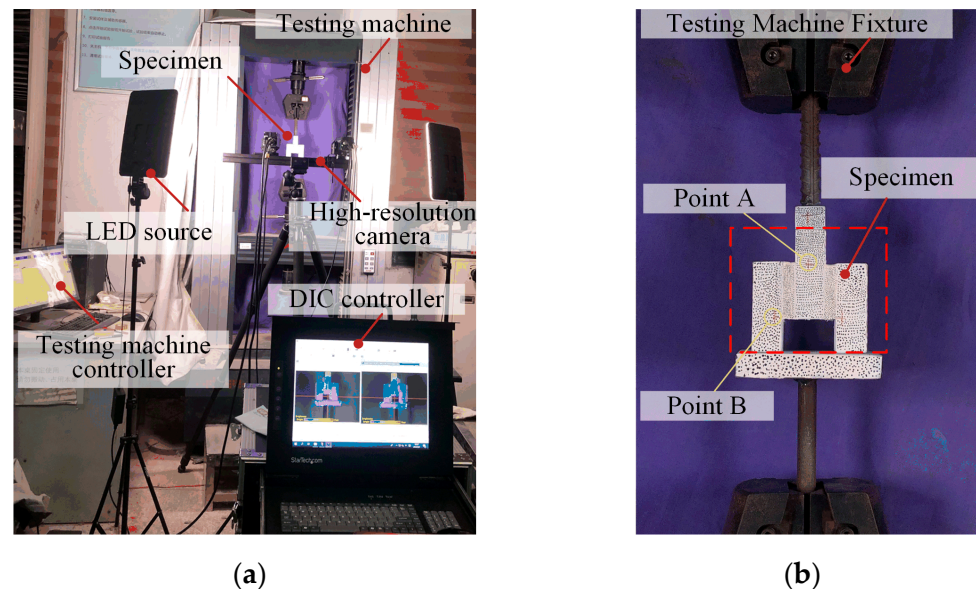 Testing machine
Specimen
High-resolution
camera
LED source
DIC controller
Testing machine
controller
StarTech.com
(a)
Testing Machine Fixture
Specimen
Point A
Point B
(b)